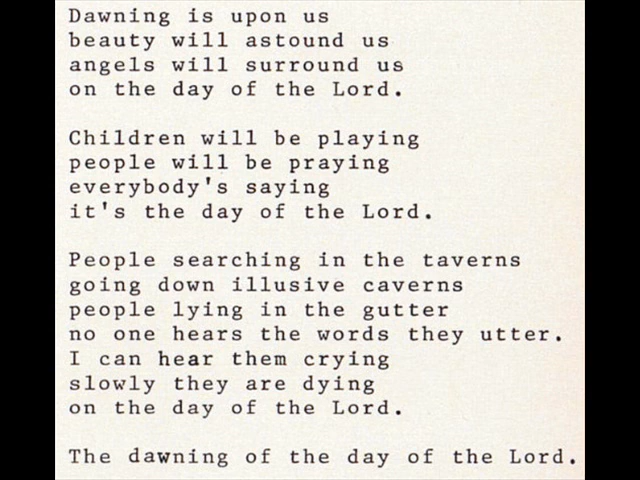 Dawning is upon us
beauty will astound us
angels will surround us
on the day of the Lord.

Children will be playing
people will be praying
everybody's saying
it's the day of the Lord.

People searching in the taverns
going down illusive caverns
people lying in the gutter
no one hears the words they utter.
I can hear them crying
slowly they are dying
on the day of the Lord.

The dawning of the day of the Lord.